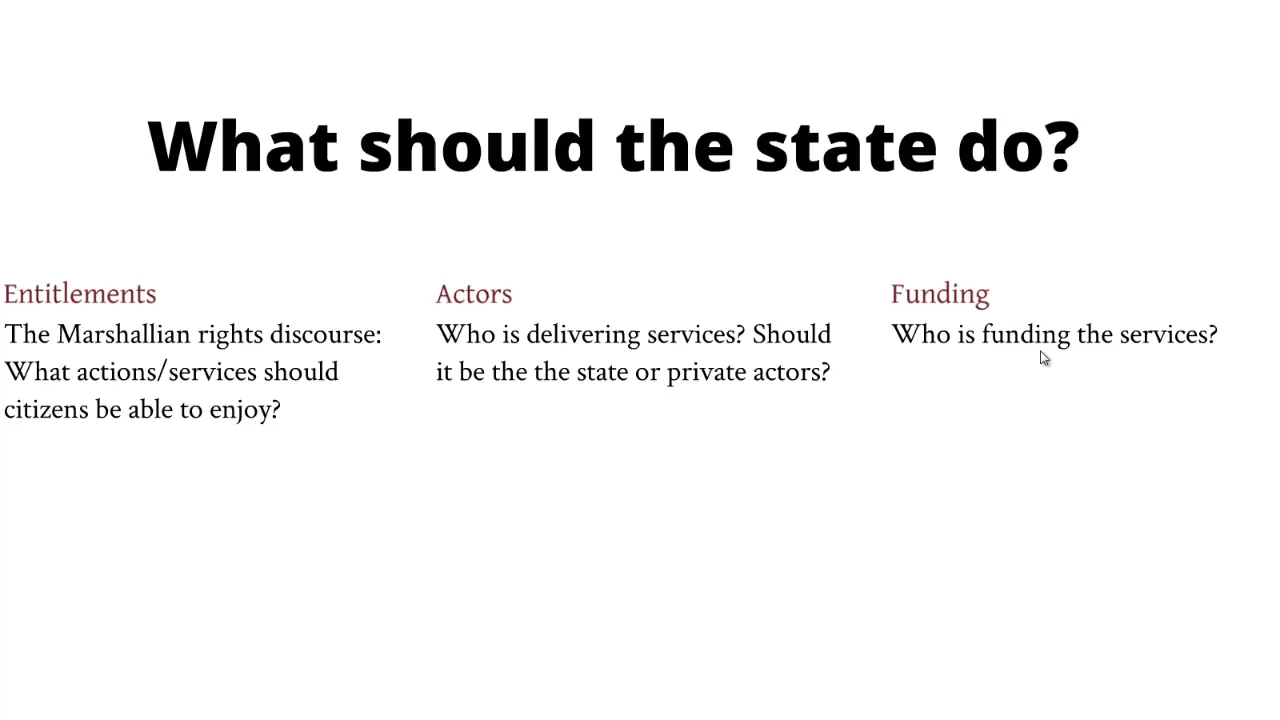 What should the state do?
Entitlements
The Marshallian rights discourse:
What actions/services should
citizens be able to enjoy?
Actors
Who is delivering services? Should
it be the the state or private actors?
Funding
Who is funding the services?